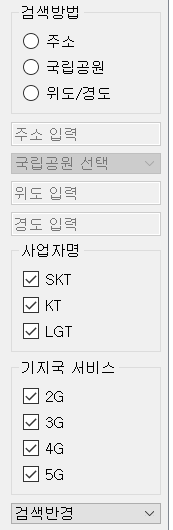 검색방법
주소
국립공원
위도/경도
주소 입력
국립공원 선택
위도 입력
경도 입력
사업자명
SKT
KT
LGT
기지국 서비스
2G
3G
4G
5G
검색반경